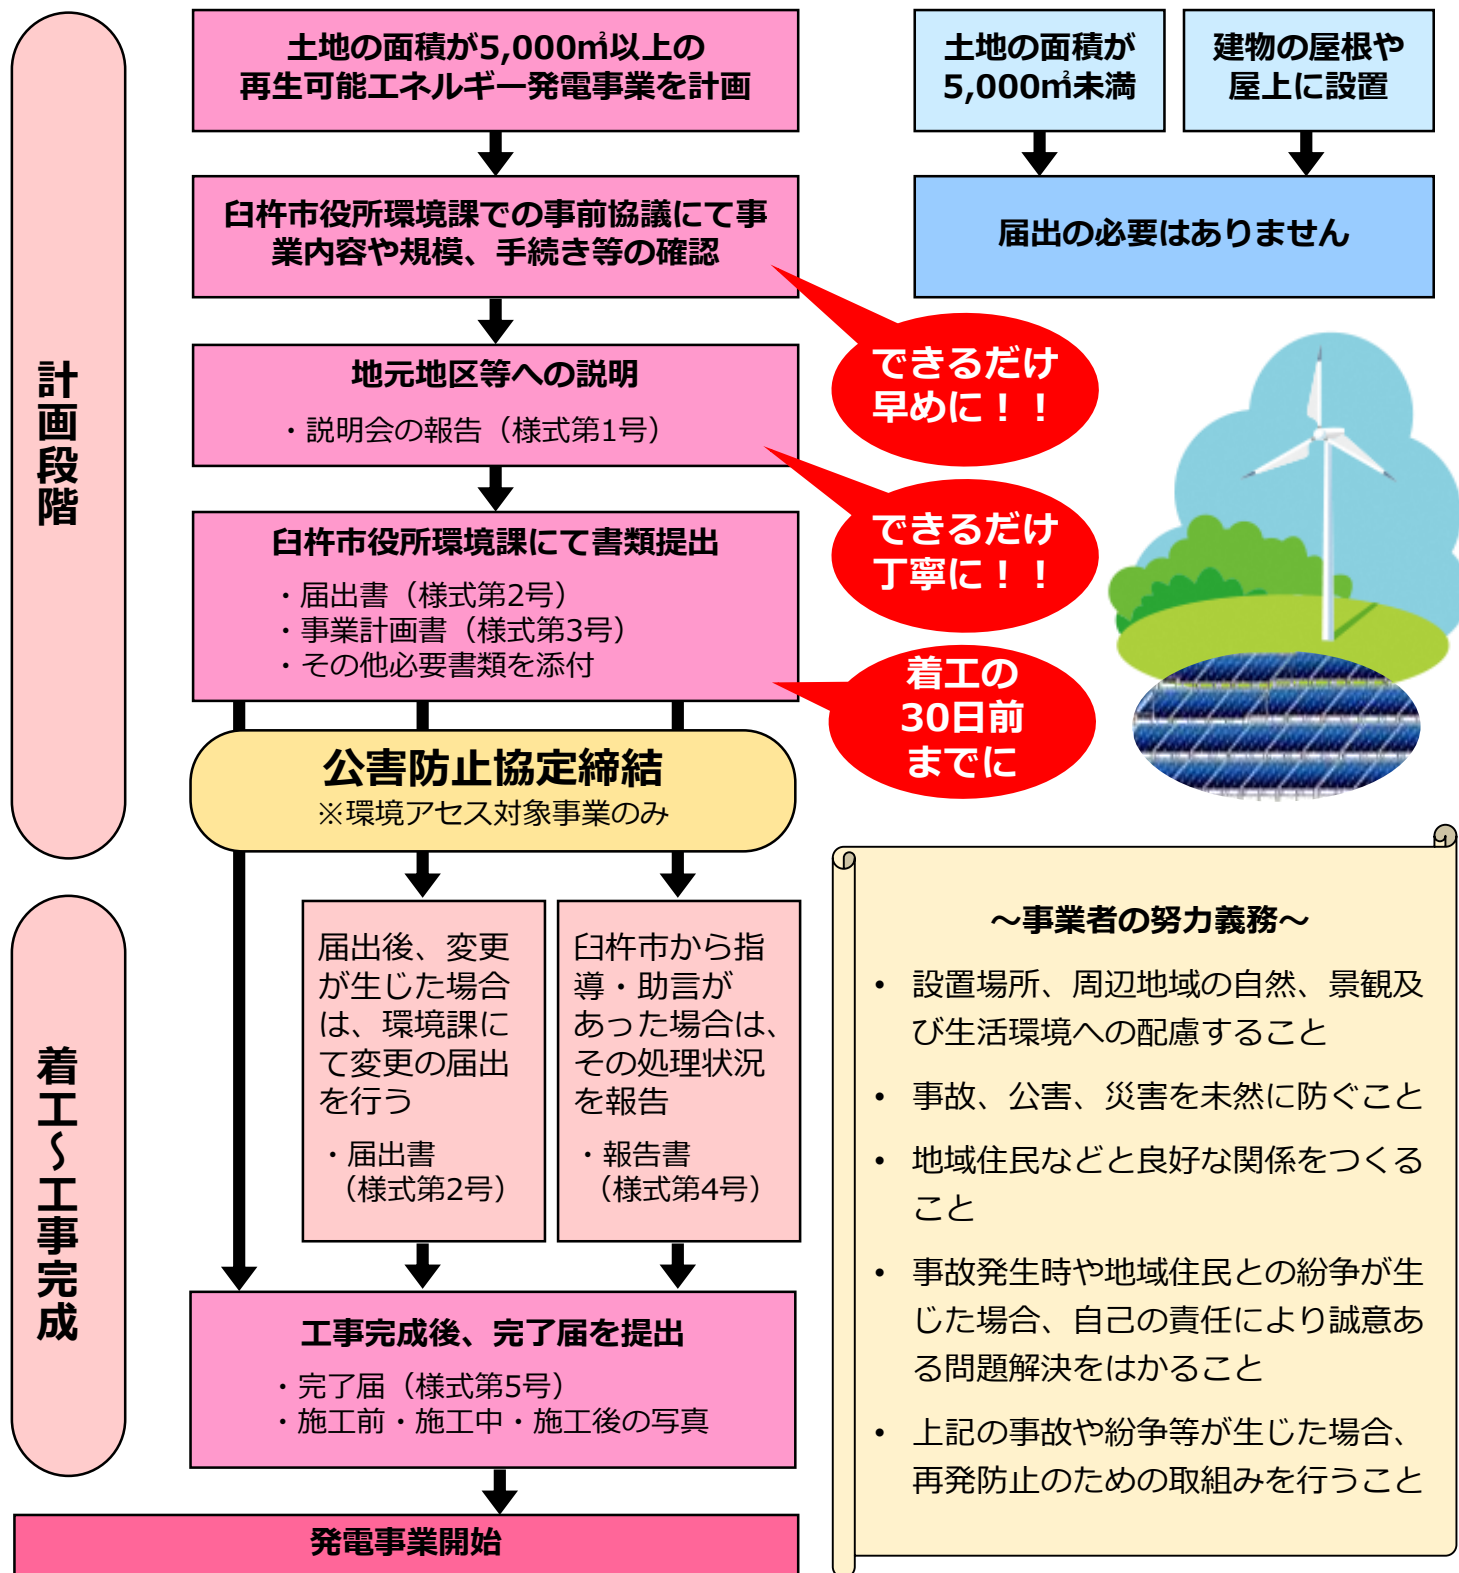 計画段階
土地の面積が5,000㎡以上の
再生可能エネルギー発電事業を計画
臼杵市役所環境課での事前協議にて事
業内容や規模、手続き等の確認
できるだけ
早めに！！
地元地区等への説明
・説明会の報告（様式第1号）
できるだけ
丁寧に！！
臼杵市役所環境課にて書類提出
・届出書（様式第2号）
・事業計画書（様式第3号）
・その他必要書類を添付
着工の
30日前
までに
公害防止協定締結
※環境アセス対象事業のみ
土地の面積が
5,000㎡未満
建物の屋根や
屋上に設置
届出の必要はありません
着工～工事完成
届出後、変更
が生じた場合
は、環境課に
て変更の届出
を行う
・届出書
（様式第2号）
臼杵市から指
導・助言が
あった場合は、
その処理状況
を報告
・報告書
（様式第4号）
工事完成後、完了届を提出
・完了届（様式第5号）
・施工前・施工中・施工後の写真
発電事業開始
～事業者の努力義務～
• 設置場所、周辺地域の自然、景観及
び生活環境への配慮すること
• 事故、公害、災害を未然に防ぐこと
• 地域住民などと良好な関係をつくる
こと
• 事故発生時や地域住民との紛争が生
じた場合、自己の責任により誠意あ
る問題解決をはかること
• 上記の事故や紛争等が生じた場合、
再発防止のための取組みを行うこと